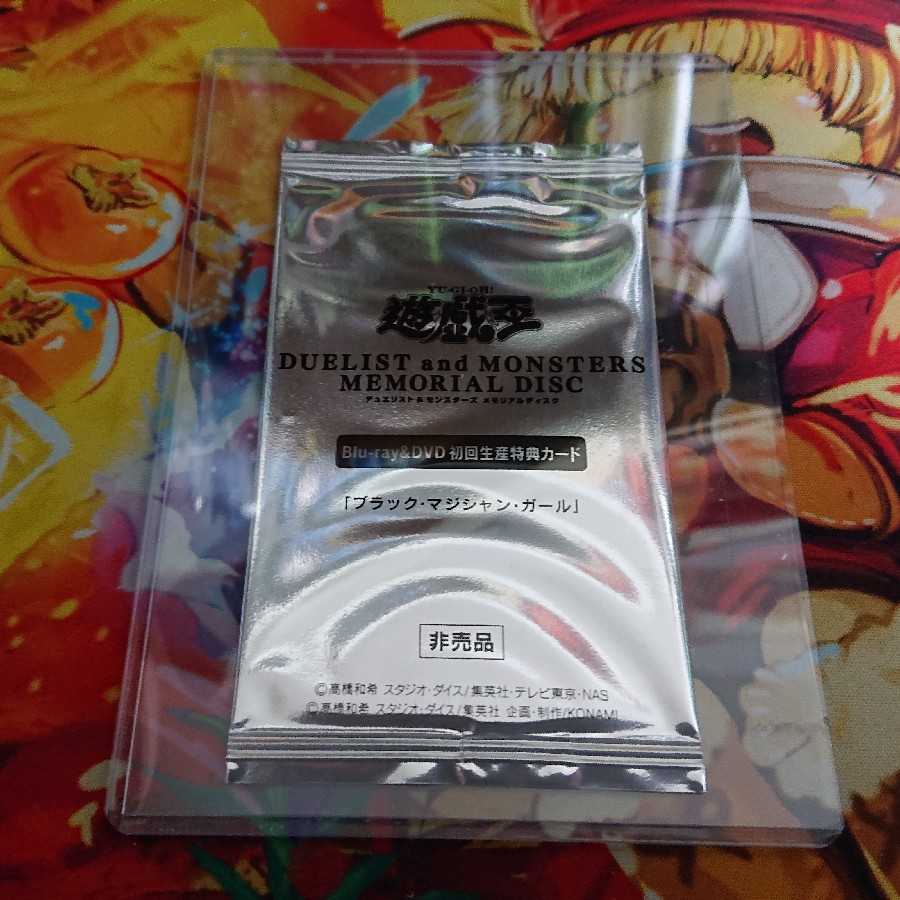 YU-GI-OH!
遊戯王
DUELIST and MONSTERS
MEMORIAL DISC
デュエリスト&モンスターズ メモリアルディスク
Blu-ray&DVD 初回生産特典カード
「ブラック・マジシャン・ガール」
非売品
©高橋和希 スタジオ・ダイス/集英社・テレビ東京・NAS
©高橋和希 スタジオ・ダイス/集英社 企画・制作/KONAMI